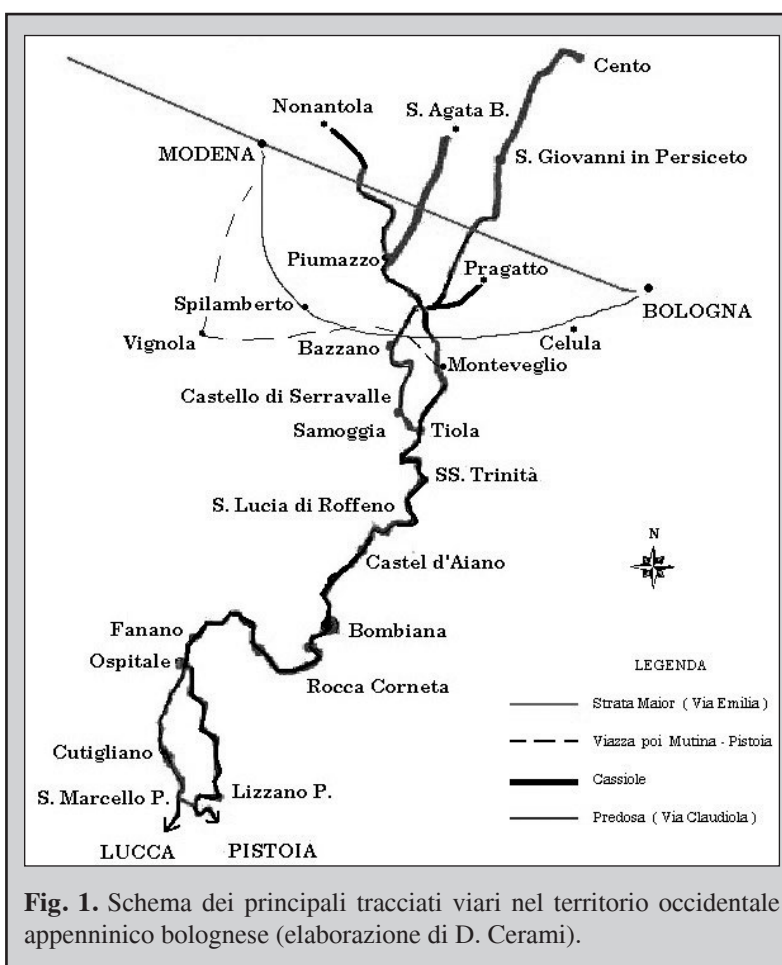 Cento
Nonantola
S. Agata B.
MODENA
S. Giovanni in Persiceto
Piumazzo
Pragatto
Spilamberto
BOLOGNA
Vignola
Bazzano
Celula
Monteveglio
Castello di Serravalle
Samoggia
Tiola
SS. Trinità
S. Lucia di Roffeno
N
Castel d'Aiano
Fanano
Bombiana
Ospitale
LEGENDA
Rocca Corneta
Strata Maior ( Via Emilia )
Viazza poi Mutina - Pistoia
Cutigliano
Cassiole
S. Marcello P.
Lizzano P.
Predosa ( Via Claudiola )
LUCCA
PISTOIA
Fig. 1. Schema dei principali tracciati viari nel territorio occidentale
appenninico bolognese (elaborazione di D. Cerami).